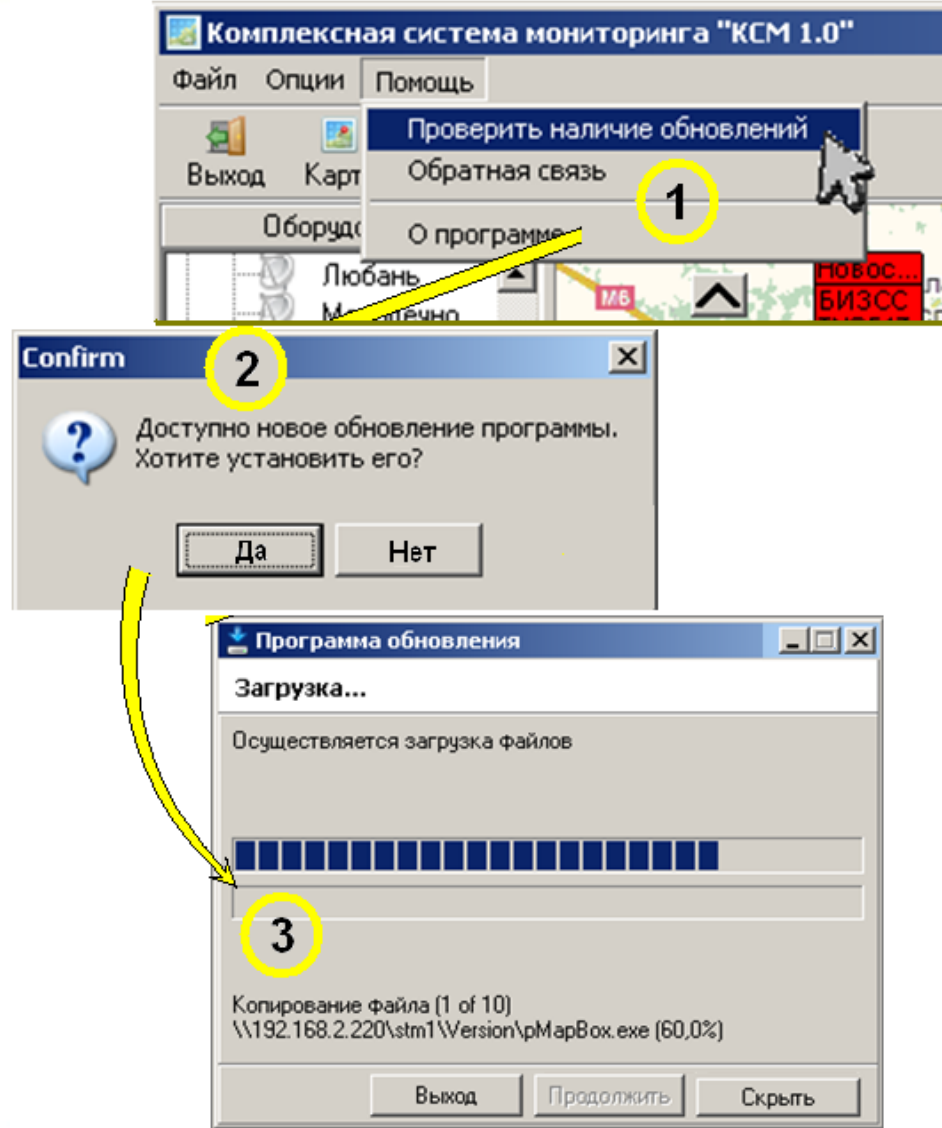 Комплексная система мониторинга "КСМ 1.0"
Файл Опции Помощь
Проверить наличие обновлений
Обратная связь
О программе
Выход Карт
1
Оборудо
Любань
М6
Новос...
БИЗСС
Confirm
2
Доступно новое обновление программы.
Хотите установить его?
Да Нет
Программа обновления
Загрузка...
Осуществляется загрузка файлов
3
Копирование файла (1 of 10)
\\192.168.2.220\stm1\Version\pMapBox.exe (60,0%)
Выход Продолжить Скрыть